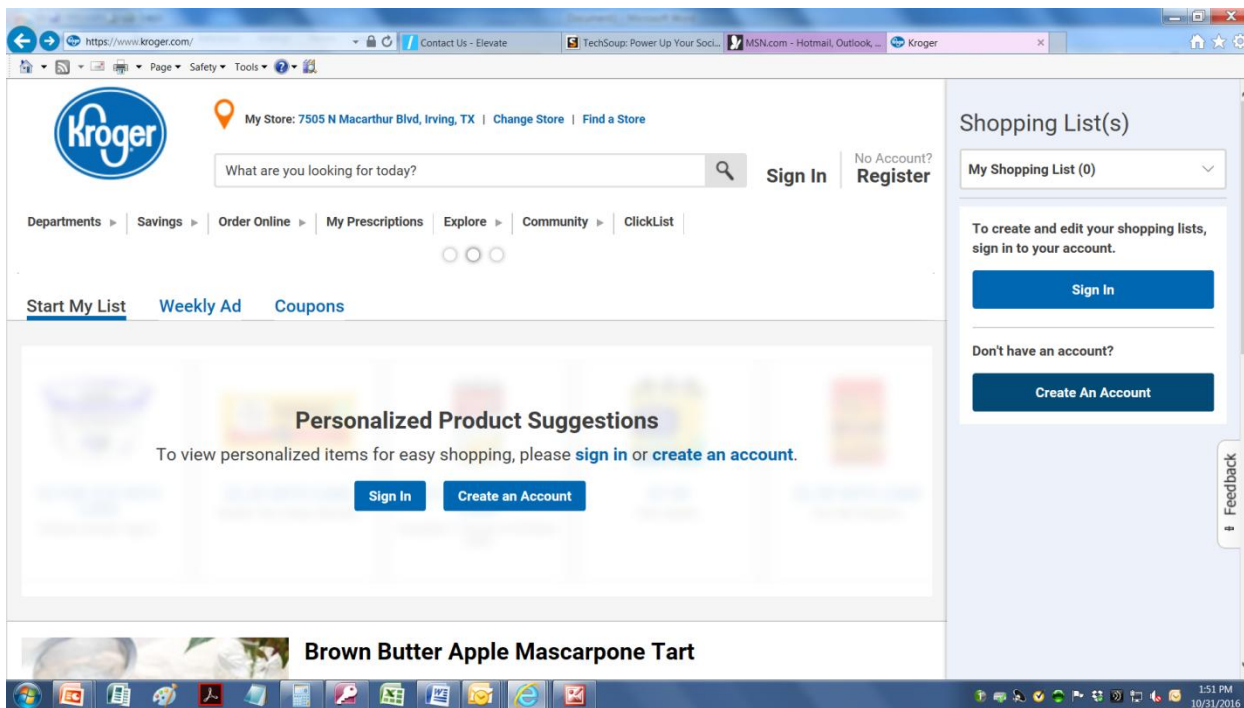 Document1 - Microsoft Word
https://www.kroger.com/
Contact Us - Elevate
TechSoup: Power Up Your Soci...
MSN.com - Hotmail, Outlook, ...
Kroger
Page Safety Tools
Kroger
My Store: 7505 N Macarthur Blvd, Irving, TX | Change Store | Find a Store
What are you looking for today?
Sign In
No Account?
Register
Departments Savings Order Online My Prescriptions Explore Community ClickList
Start My List Weekly Ad Coupons
Personalized Product Suggestions
To view personalized items for easy shopping, please sign in or create an account.
Sign In Create an Account
Brown Butter Apple Mascarpone Tart
Shopping List(s)
My Shopping List (0)
To create and edit your shopping lists,
sign in to your account.
Sign In
Don't have an account?
Create An Account
Feedback
1:51 PM
10/31/2016